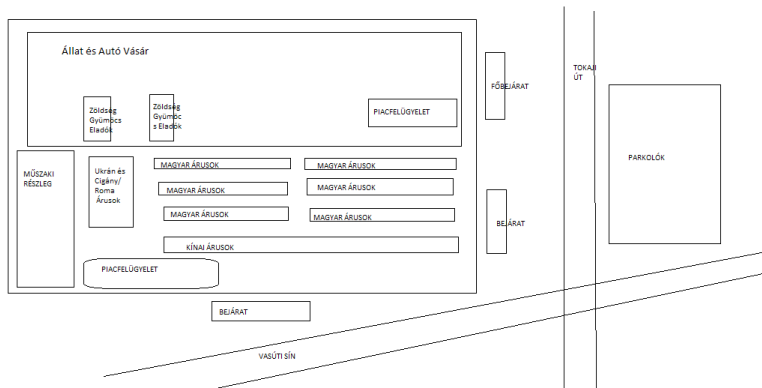 Állat és Autó Vásár
Zöldség
Gyümöcs
Eladók
Zöldség
Gyümöc
s Eladók
PIACFELÜGYELET
FŐBEJÁRAT
TOKAJI
ÚT
PARKOLÓK
MŰSZAKI
RÉSZLEG
Ukrán és
Cigány/
Roma
Árusok
MAGYAR ÁRUSOK
MAGYAR ÁRUSOK
MAGYAR ÁRUSOK
MAGYAR ÁRUSOK
MAGYAR ÁRUSOK
MAGYAR ÁRUSOK
KÍNAI ÁRUSOK
BEJÁRAT
PIACFELÜGYELET
BEJÁRAT
VASÚTI SÍN